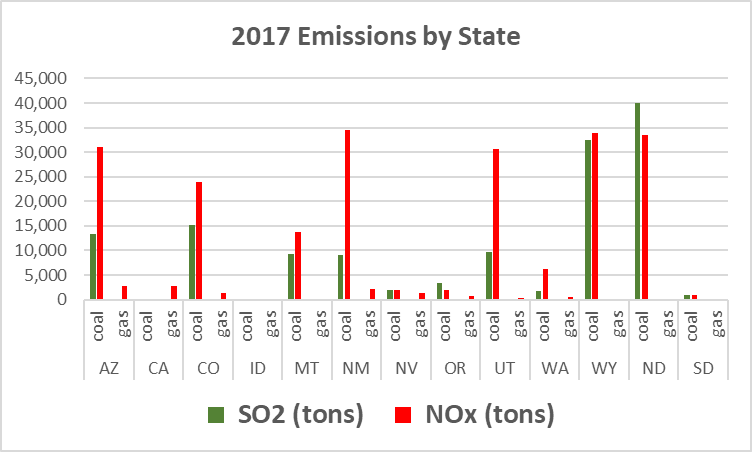 2017 Emissions by State
45,000
40,000
35,000
30,000
25,000
20,000
15,000
10,000
5,000
0
coal gas coal gas coal gas coal gas coal gas coal gas coal gas coal gas coal gas coal gas coal gas coal gas coal gas
AZ CA CO ID MT NM NV OR UT WA WY ND SD
SO2 (tons) NOx (tons)